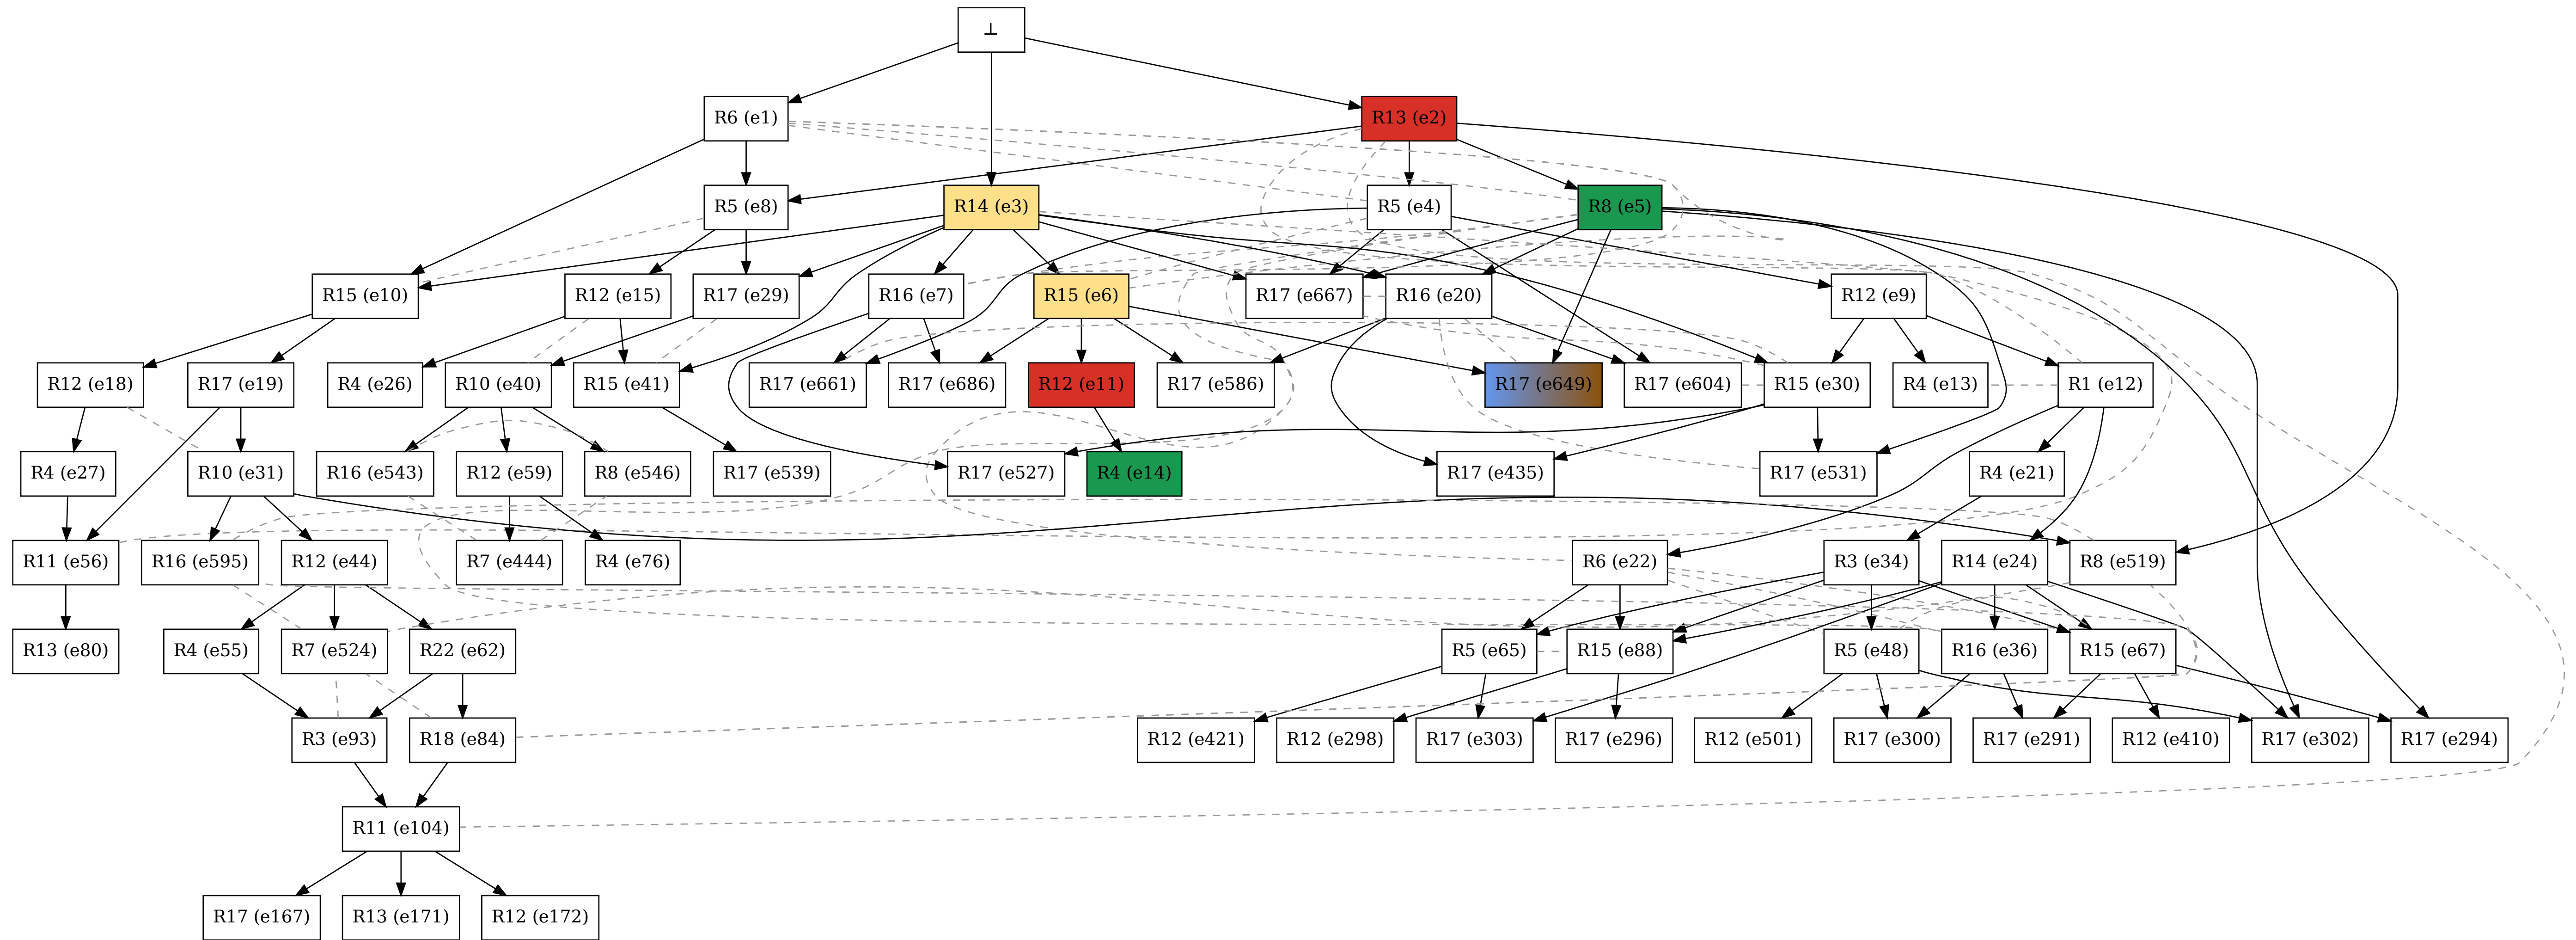 ⊥
R6 (e1)
R13 (e2)
R5 (e8)
R14 (e3)
R5 (e4)
R8 (e5)
R15 (e10)
R12 (e15)
R17 (e29)
R16 (e7)
R15 (e6)
R17 (e667)
R16 (e20)
R12 (e9)
R12 (e18)
R17 (e19)
R4 (e26)
R10 (e40)
R15 (e41)
R17 (e661)
R17 (e686)
R12 (e11)
R17 (e586)
R17 (e649)
R17 (e604)
R15 (e30)
R4 (e13)
R1 (e12)
R4 (e27)
R10 (e31)
R16 (e543)
R12 (e59)
R8 (e546)
R17 (e539)
R17 (e527)
R4 (e14)
R17 (e435)
R17 (e531)
R4 (e21)
R11 (e56)
R16 (e595)
R12 (e44)
R7 (e444)
R4 (e76)
R6 (e22)
R3 (e34)
R14 (e24)
R8 (e519)
R13 (e80)
R4 (e55)
R7 (e524)
R22 (e62)
R5 (e65)
R15 (e88)
R5 (e48)
R16 (e36)
R15 (e67)
R3 (e93)
R18 (e84)
R12 (e421)
R12 (e298)
R17 (e303)
R17 (e296)
R12 (e501)
R17 (e300)
R17 (e291)
R12 (e410)
R17 (e302)
R17 (e294)
R11 (e104)
R17 (e167)
R13 (e171)
R12 (e172)